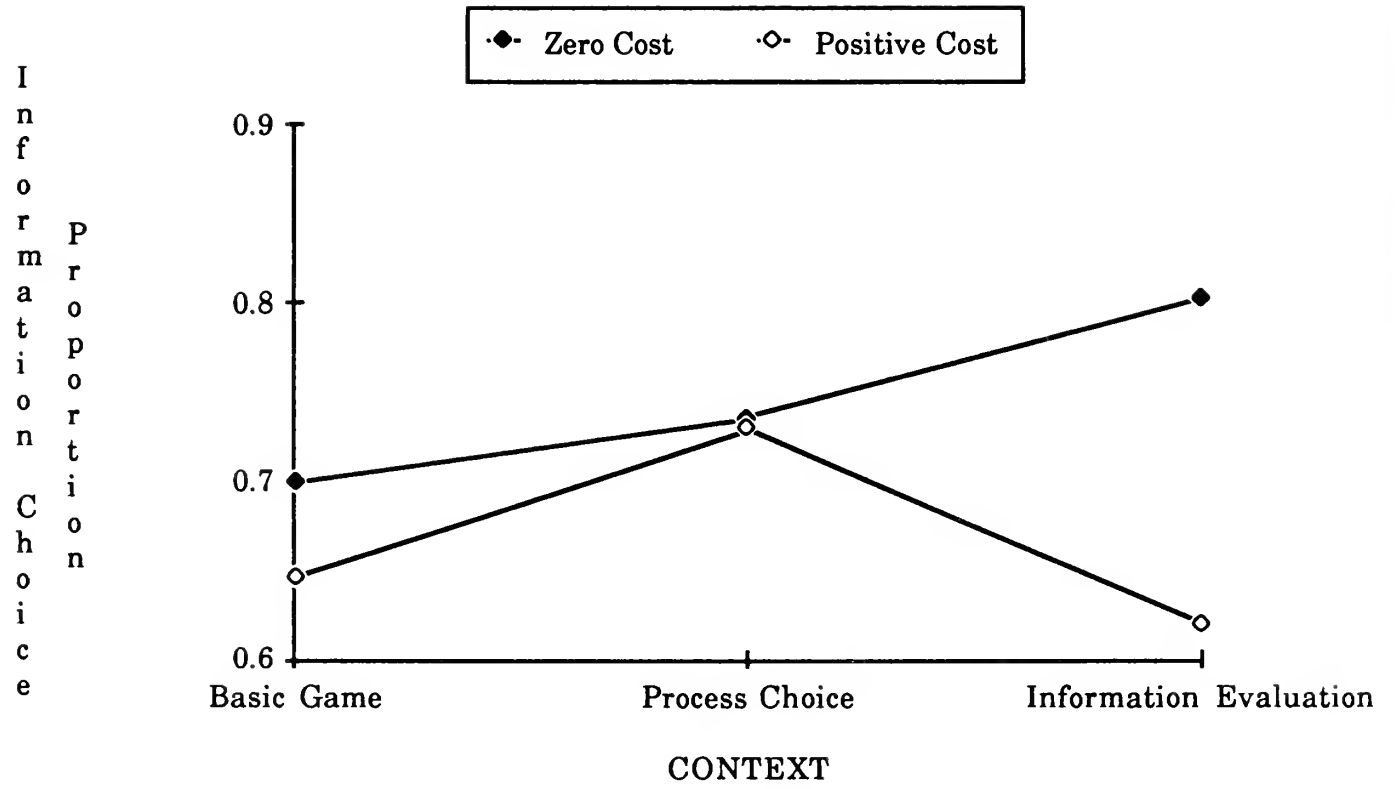 Zero Cost Positive Cost
Information Choice
Proportion
0.9
0.8
0.7
0.6
Basic Game Process Choice Information Evaluation
CONTEXT